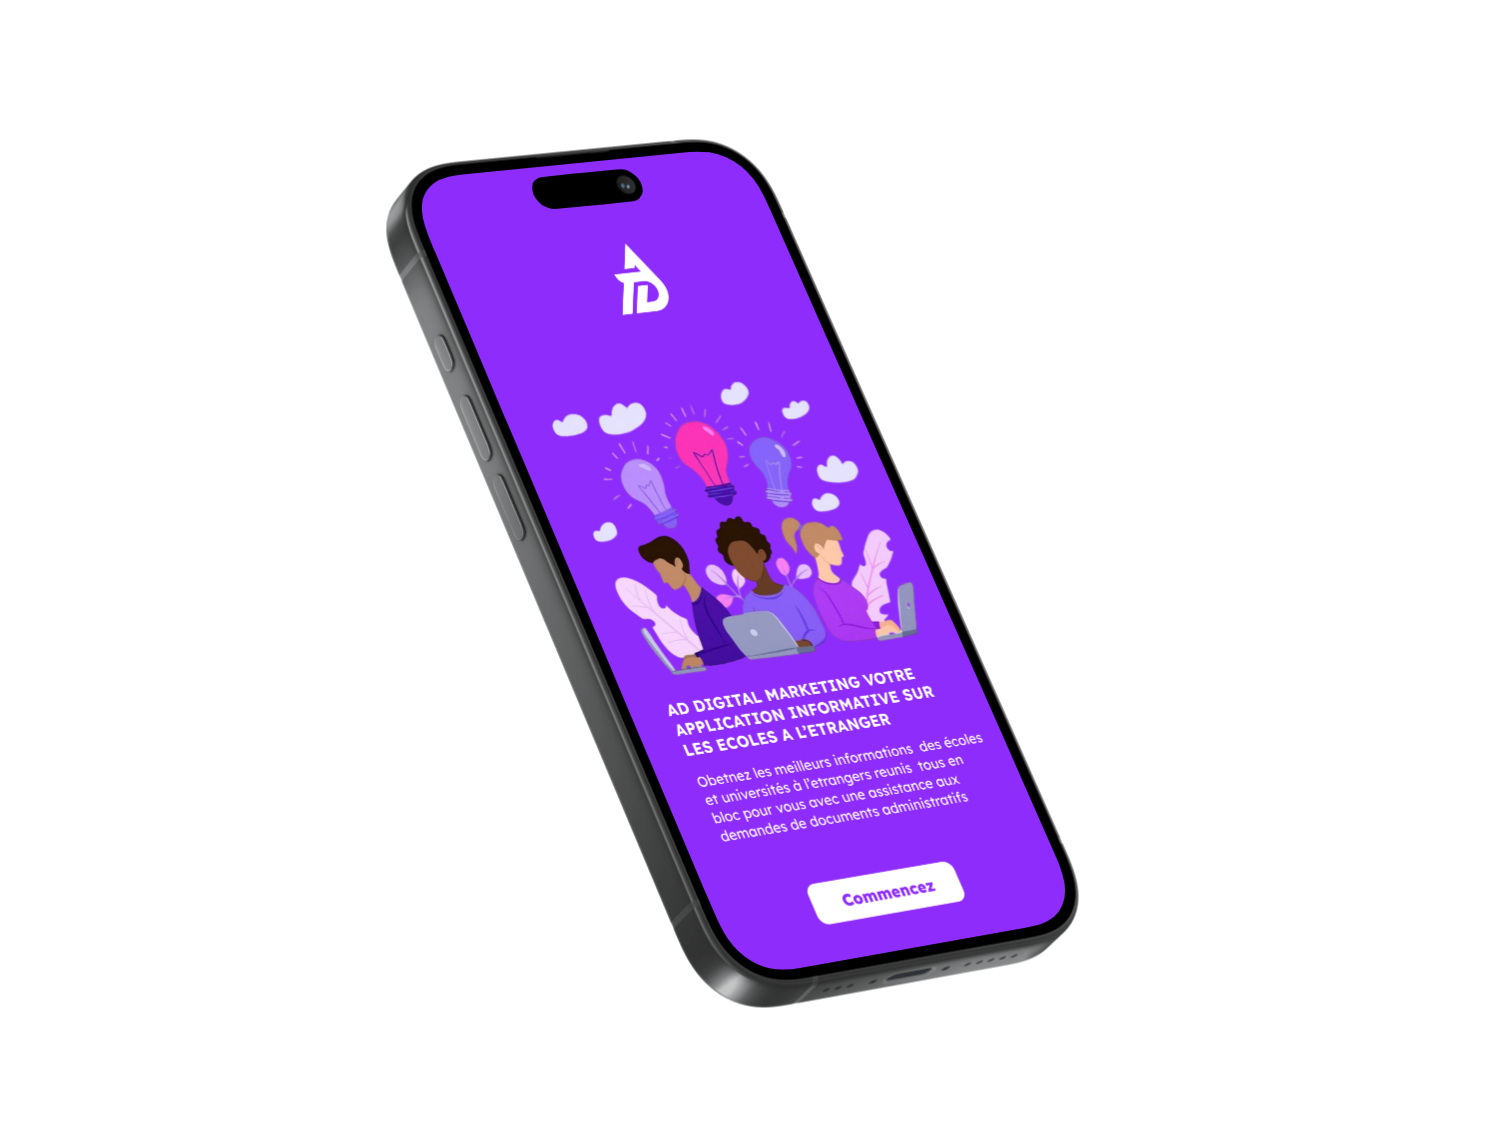 AD DIGITAL MARKETING VOTRE
APPLICATION INFORMATIVE SUR
LES ECOLES A L'ETRANGER
Obetnez les meilleurs informations des écoles
et universités à l'etrangers reunis tous en
bloc pour vous avec une assistance aux
demandes de documents administratifs
Commencez